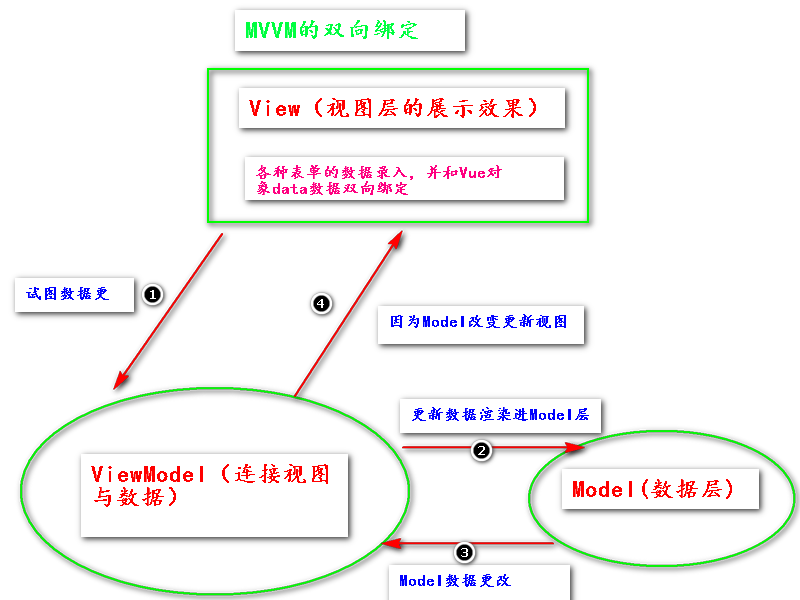 MVVM的双向绑定
View（视图层的展示效果）
各种表单的数据录入，并和Vue对
桑data数据双向绑定
试图数据更
1
4
因为Model改变更新视图
更新数据渲染进Model层
2
ViewModel（连接视图
与数据）
Model(数据层)
3
Model数据更改